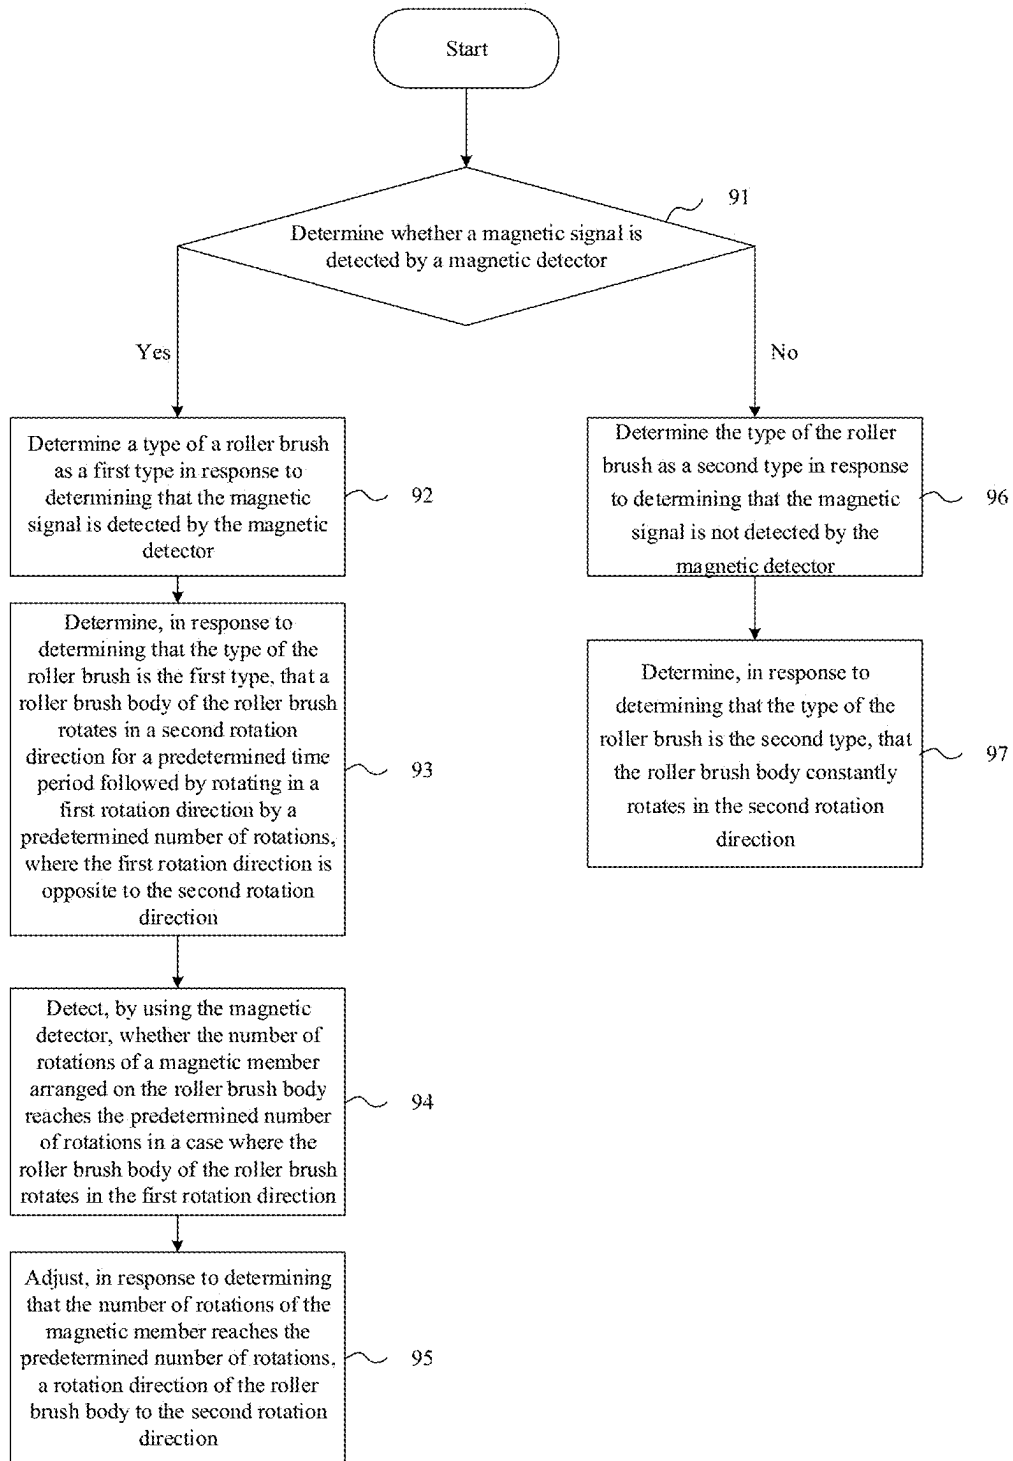 Start
Determine whether a magnetic signal is
detected by a magnetic detector
91
Yes
No
Determine a type of a roller brush
as a first type in response to
determining that the magnetic
signal is detected by the magnetic
detector
92
Determine, in response to
determining that the type of the
roller brush is the first type, that a
roller brush body of the roller brush
rotates in a second rotation
direction for a predetermined time
period followed by rotating in a
first rotation direction by a
predetermined number of rotations,
where the first rotation direction is
opposite to the second rotation
direction
93
Detect, by using the magnetic
detector, whether the number of
rotations of a magnetic member
arranged on the roller brush body
reaches the predetermined number
of rotations in a case where the
roller brush body of the roller brush
rotates in the first rotation direction
94
Adjust, in response to determining
that the number of rotations of the
magnetic member reaches the
predetermined number of rotations,
a rotation direction of the roller
brush body to the second rotation
direction
95
Determine the type of the roller
brush as a second type in response
to determining that the magnetic
signal is not detected by the
magnetic detector
96
Determine, in response to
determining that the type of the
roller brush is the second type, that
the roller brush body constantly
rotates in the second rotation
direction
97